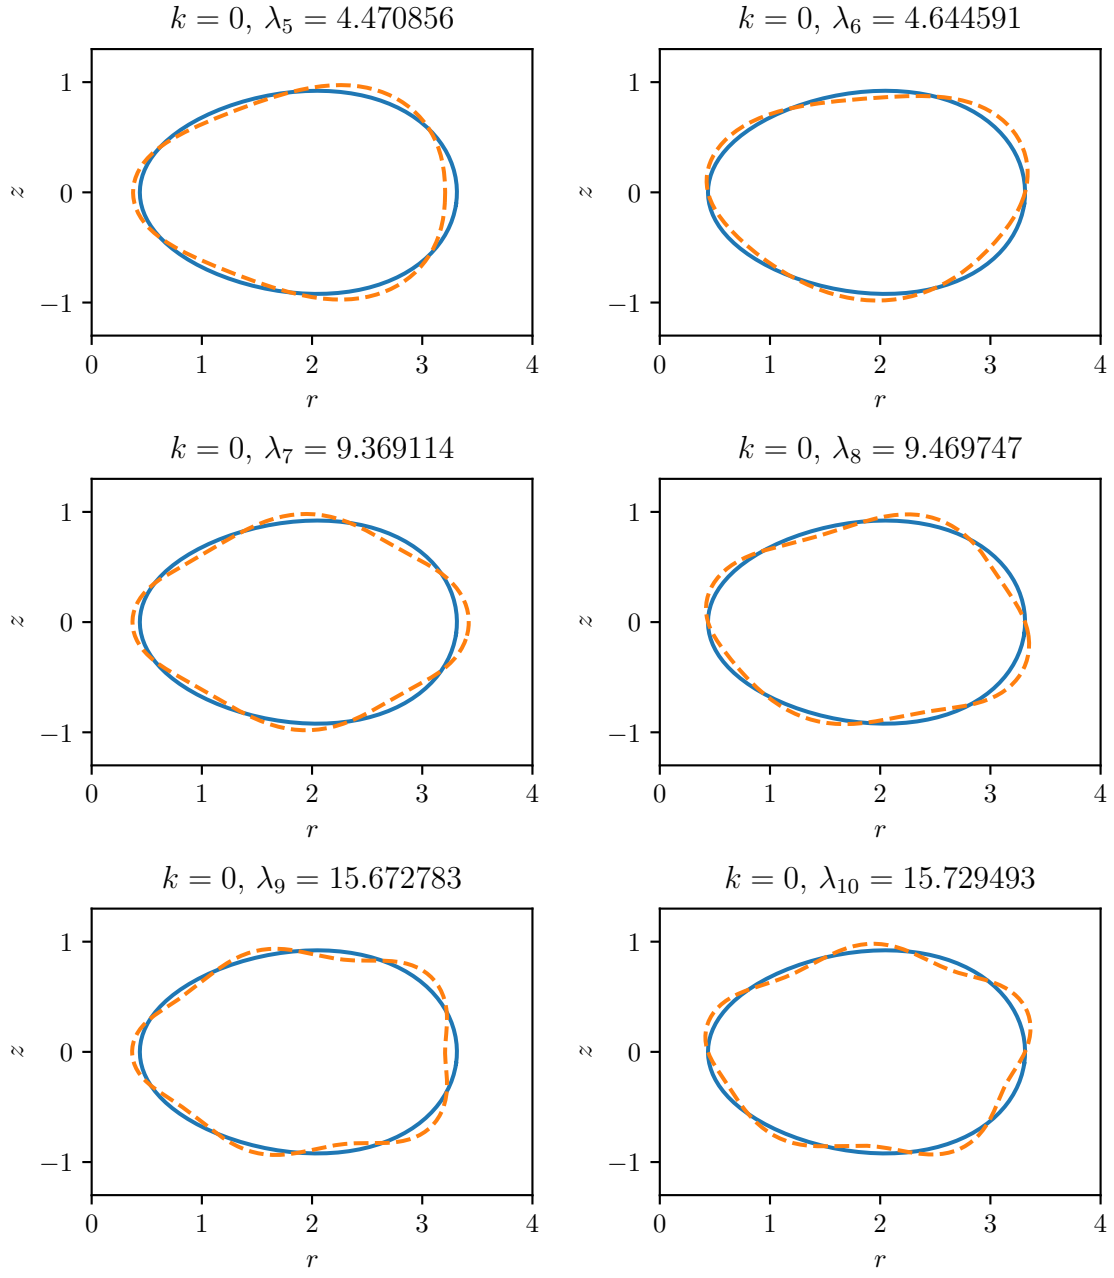 k = 0, λ₅ = 4.470856
k = 0, λ₆ = 4.644591
1
0
−1
z
0 1 2 3 4
r
1
0
−1
z
0 1 2 3 4
r
k = 0, λ₇ = 9.369114
k = 0, λ₈ = 9.469747
1
0
−1
z
0 1 2 3 4
r
1
0
−1
z
0 1 2 3 4
r
k = 0, λ₉ = 15.672783
k = 0, λ₁₀ = 15.729493
1
0
−1
z
0 1 2 3 4
r
1
0
−1
z
0 1 2 3 4
r